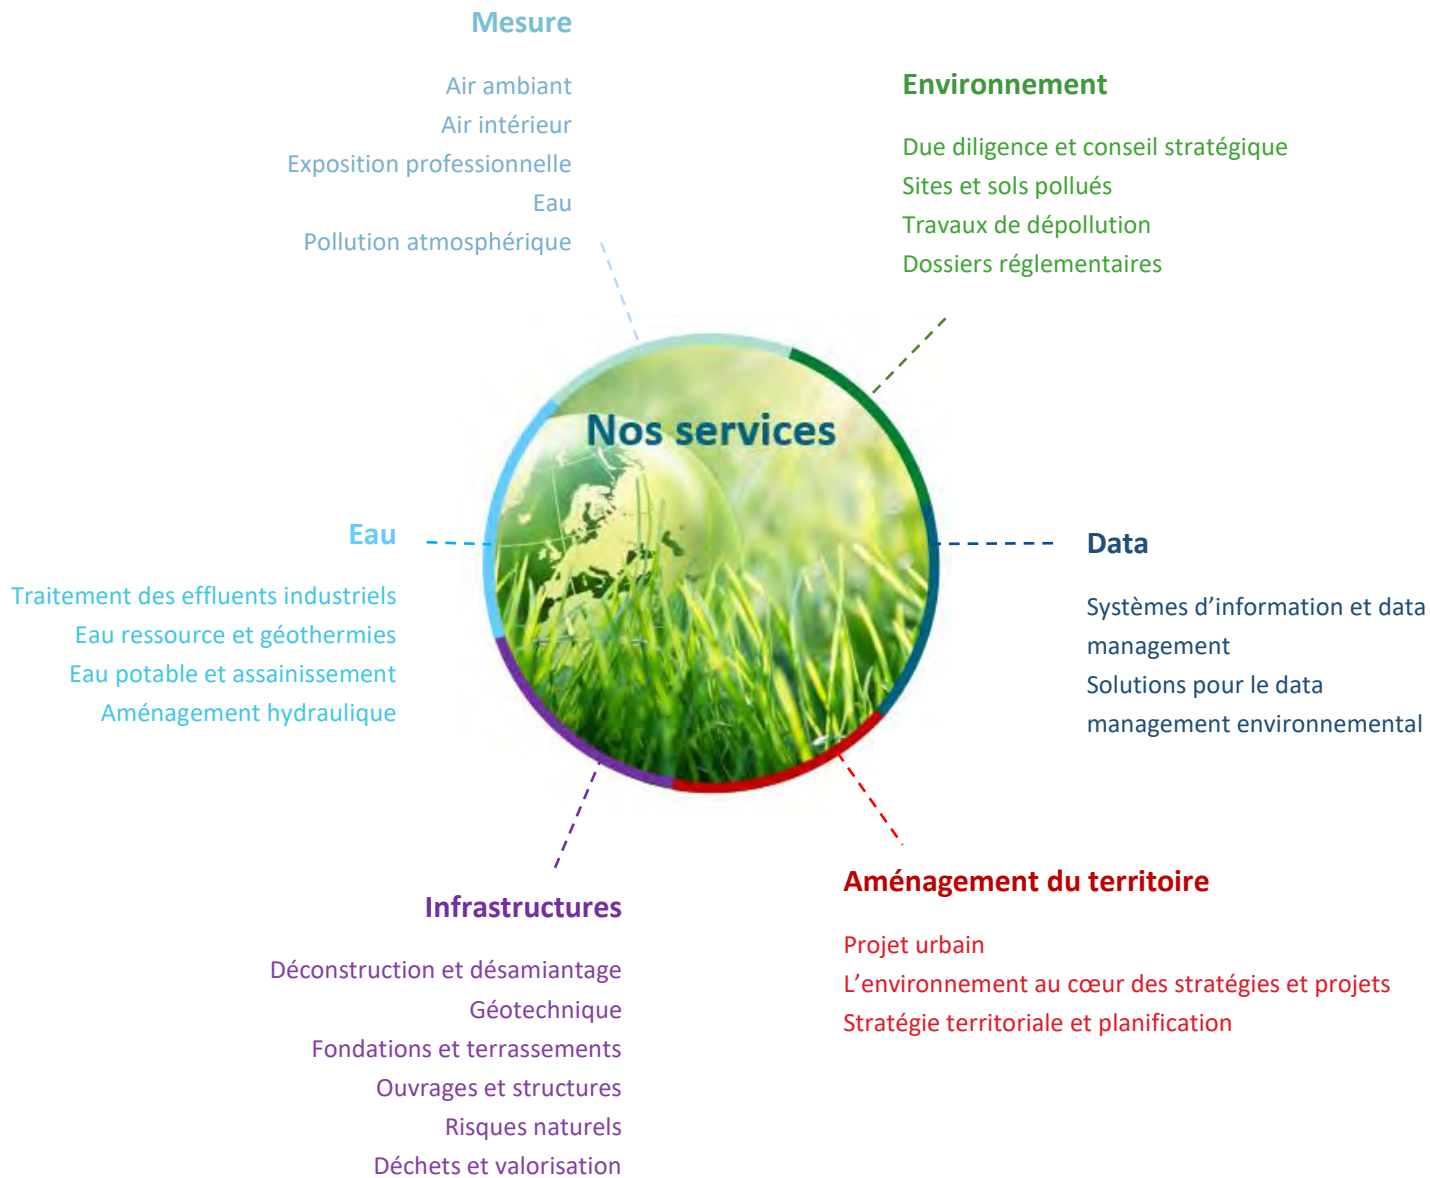 Mesure
Air ambiant
Air intérieur
Exposition professionnelle
Eau
Pollution atmosphérique
Environnement
Due diligence et conseil stratégique
Sites et sols pollués
Travaux de dépollution
Dossiers réglementaires
Nos services
Eau
Traitement des effluents industriels
Eau ressource et géothermies
Eau potable et assainissement
Aménagement hydraulique
Data
Systèmes d’information et data
management
Solutions pour le data
management environnemental
Infrastructures
Déconstruction et désamiantage
Géotechnique
Fondations et terrassements
Ouvrages et structures
Risques naturels
Déchets et valorisation
Aménagement du territoire
Projet urbain
L’environnement au cœur des stratégies et projets
Stratégie territoriale et planification